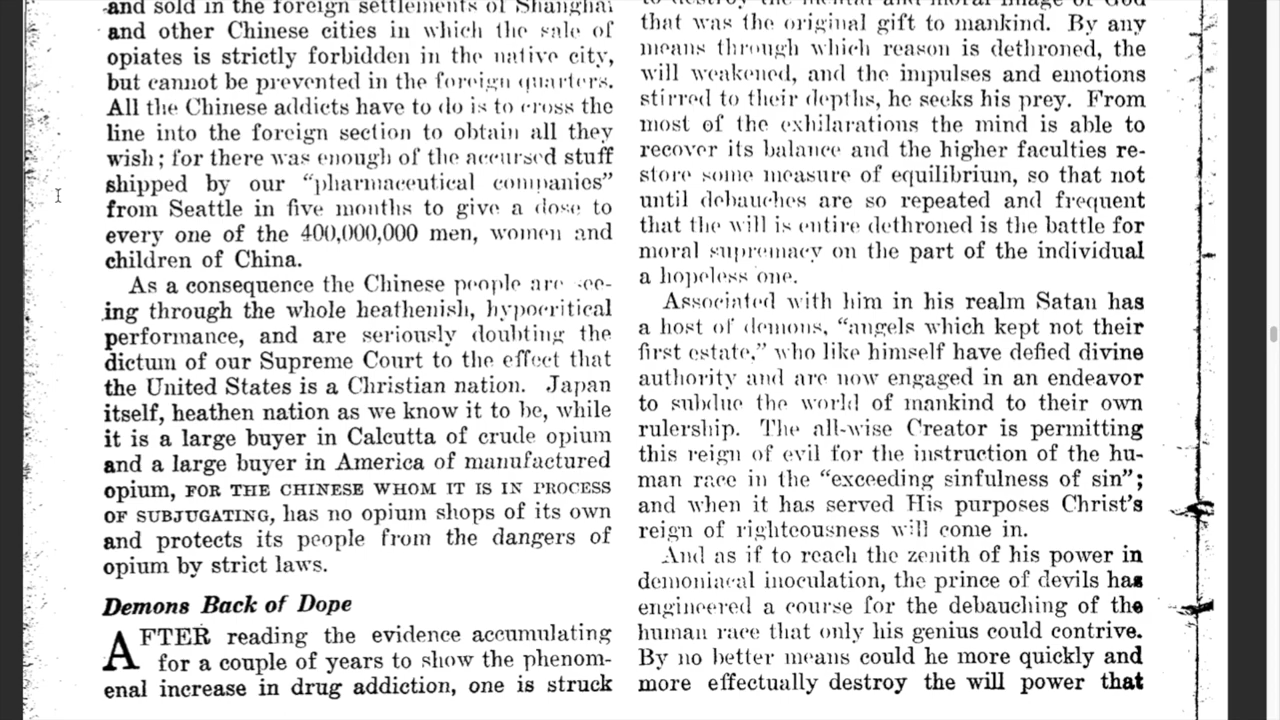 and sold in the foreign settlements of Shanghai
and other Chinese cities in which the sale of
opiates is strictly forbidden in the native city,
but cannot be prevented in the foreign quarters.
All the Chinese addicts have to do is to cross the
line into the foreign section to obtain all they
wish; for there was enough of the accursed stuff
shipped by our "pharmaceutical companies"
from Seattle in five months to give a dose to
every one of the 400,000,000 men, women and
children of China.
As a consequence the Chinese people are see-
ing through the whole heathenish, hypocritical
performance, and are seriously doubting the
dictum of our Supreme Court to the effect that
the United States is a Christian nation. Japan
itself, heathen nation as we know it to be, while
it is a large buyer in Calcutta of crude opium
and a large buyer in America of manufactured
opium, FOR THE CHINESE WHOM IT IS IN PROCESS
OF SUBJUGATING, has no opium shops of its own
and protects its people from the dangers of
opium by strict laws.
Demons Back of Dope
AFTER reading the evidence accumulating
for a couple of years to show the phenom-
enal increase in drug addiction, one is struck
to destroy the mental and moral image of God
that was the original gift to mankind. By any
means through which reason is dethroned, the
will weakened, and the impulses and emotions
stirred to their depths, he seeks his prey. From
most of the exhilarations the mind is able to
recover its balance and the higher faculties re-
store some measure of equilibrium, so that not
until debauches are so repeated and frequent
that the will is entire dethroned is the battle for
moral supremacy on the part of the individual
a hopeless one.
Associated with him in his realm Satan has
a host of demons, "angels which kept not their
first estate," who like himself have defied divine
authority and are now engaged in an endeavor
to subdue the world of mankind to their own
rulership. The all-wise Creator is permitting
this reign of evil for the instruction of the hu-
man race in the "exceeding sinfulness of sin";
and when it has served His purposes Christ's
reign of righteousness will come in.
And as if to reach the zenith of his power in
demoniacal inoculation, the prince of devils has
engineered a course for the debauching of the
human race that only his genius could contrive.
By no better means could he more quickly and
more effectually destroy the will power that